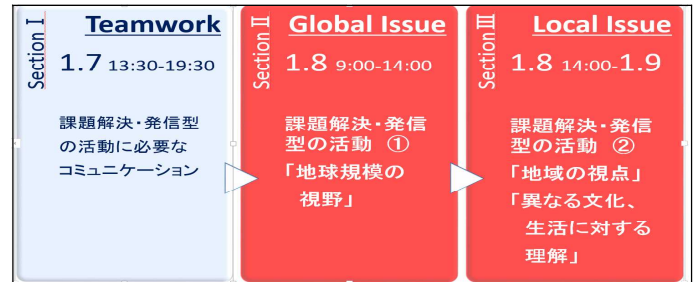 Section Ⅰ
Teamwork
1.7 13:30-19:30
課題解決・発信型
の活動に必要な
コミュニケーション
Section Ⅱ
Global Issue
1.8 9:00-14:00
課題解決・発信
型の活動 ①
「地球規模の
視野」
Section Ⅲ
Local Issue
1.8 14:00-1.9
課題解決・発信
型の活動 ②
「地域の視点」
「異なる文化、
生活に対する
理解」